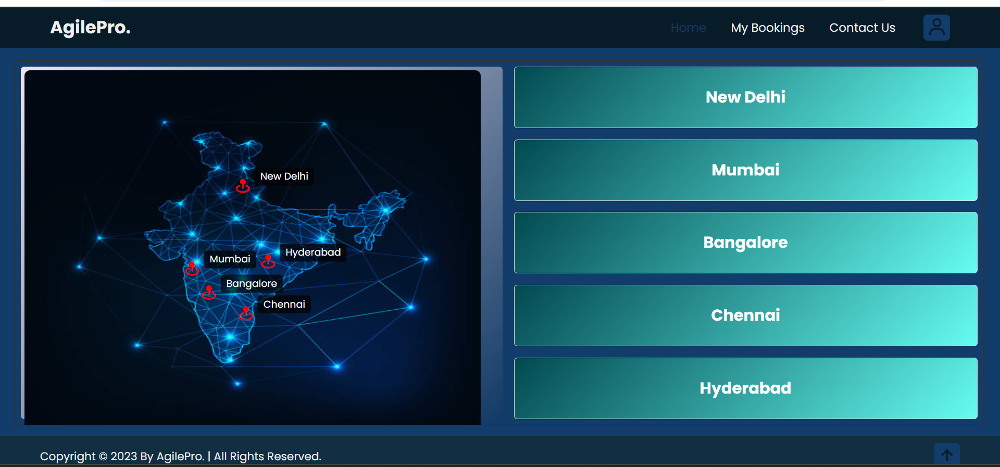 AgilePro.
Home
My Bookings
Contact Us
New Delhi
Hyderabad
Mumbai
Bangalore
Chennai
New Delhi
Mumbai
Bangalore
Chennai
Hyderabad
Copyright © 2023 By AgilePro. | All Rights Reserved.